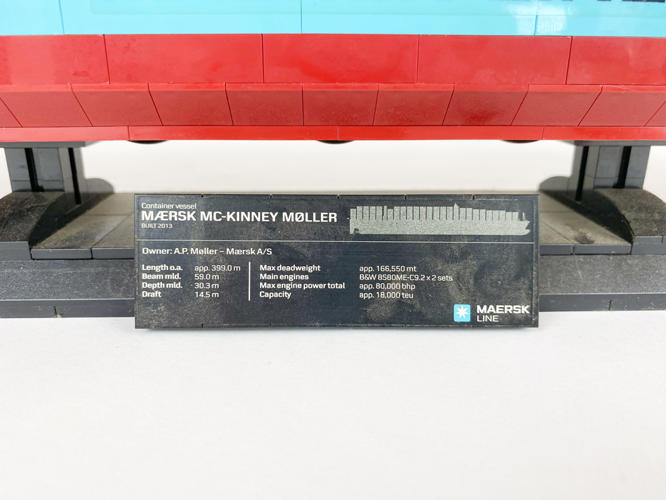 Container vessel
MÆRSK MC-KINNEY MØLLER
BUILT 2013
Owner: A.P. Møller – Mærsk A/S
Length o.a. app. 399.0 m Max deadweight app. 166,550 mt
Beam mld. 59.0 m Main engines B&W 8S80ME-C9.2 x 2 sets
Depth mld. 30.3 m Max engine power total app. 80,000 bhp
Draft 14.5 m Capacity app. 18,000 teu
MAERSK
LINE